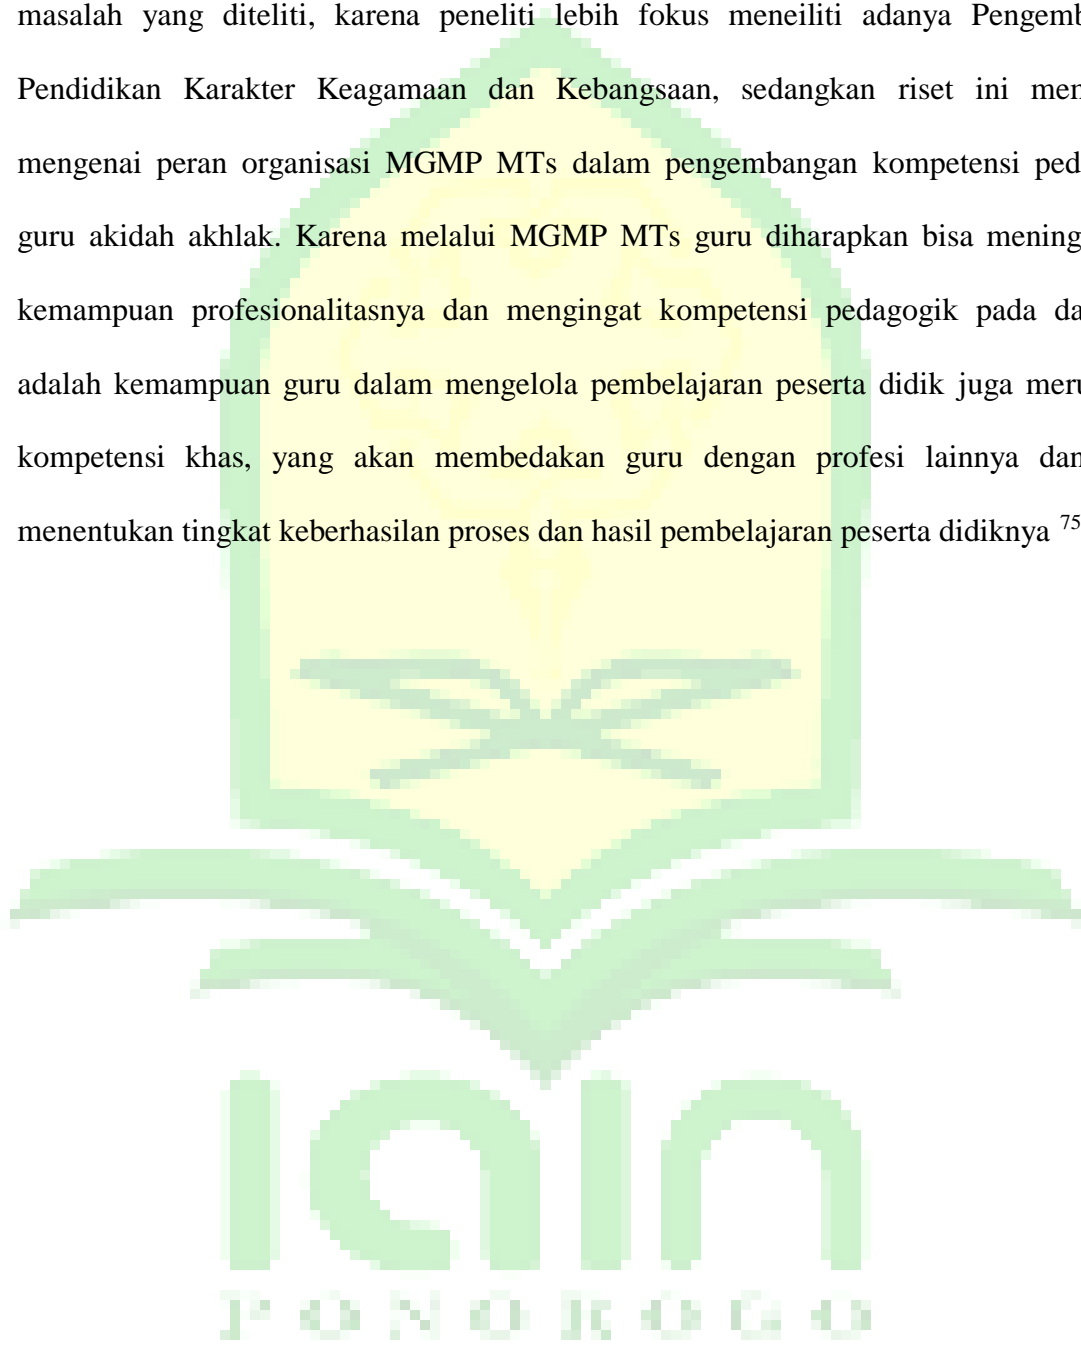 masalah yang diteliti, karena peneliti lebih fokus meneiliti adanya Pengemb
Pendidikan Karakter Keagamaan dan Kebangsaan, sedangkan riset ini men
mengenai peran organisasi MGMP MTs dalam pengembangan kompetensi ped
guru akidah akhlak. Karena melalui MGMP MTs guru diharapkan bisa mening
kemampuan profesionalitasnya dan mengingat kompetensi pedagogik pada da
adalah kemampuan guru dalam mengelola pembelajaran peserta didik juga meru
kompetensi khas, yang akan membedakan guru dengan profesi lainnya dan
menentukan tingkat keberhasilan proses dan hasil pembelajaran peserta didiknya 75
iain
PONOROGO